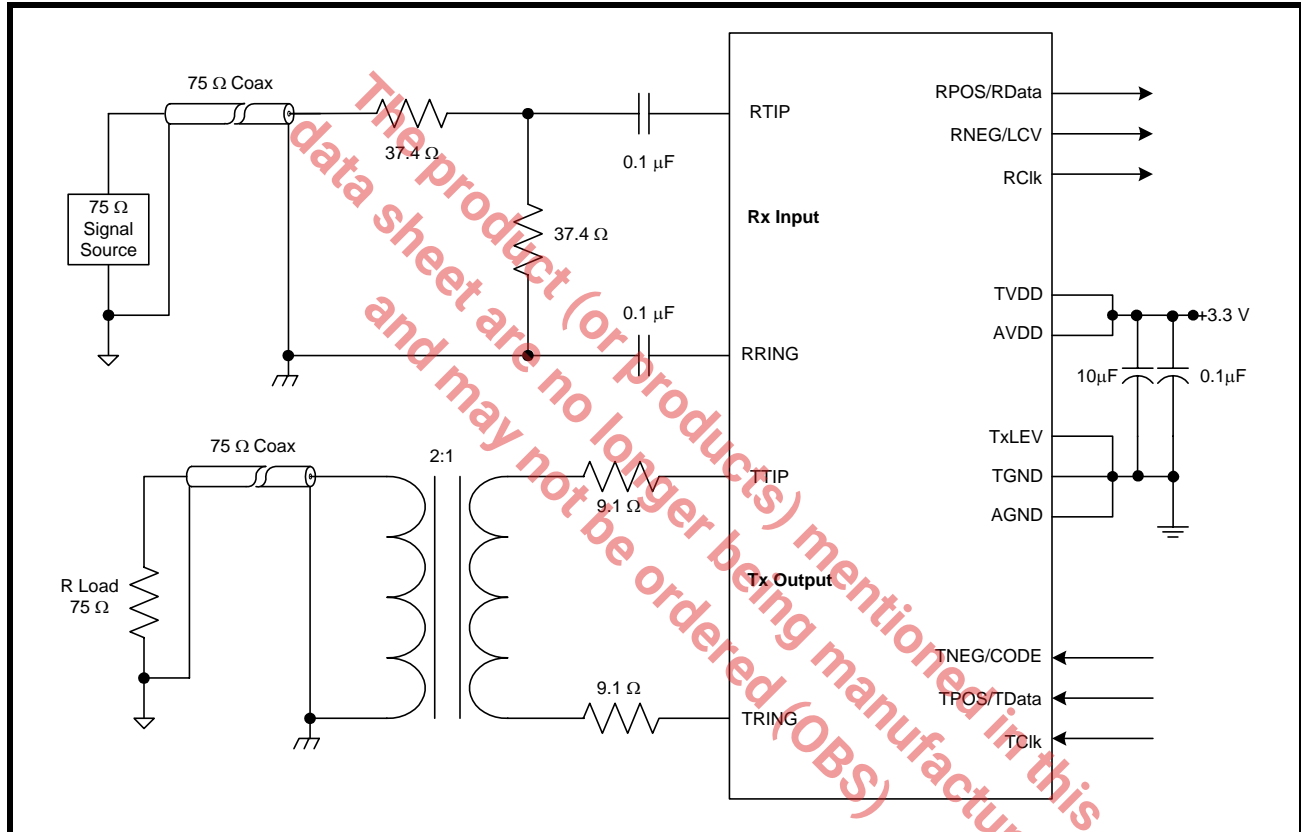 75 Ω Coax
37.4 Ω
0.1 μF
RTIP
75 Ω
Signal
Source
37.4 Ω
Rx Input
0.1 μF
RRING
RPOS/RData
RNEG/LCV
RClk
TVDD
AVDD
+3.3 V
10μF
0.1μF
TxLEV
TGND
AGND
75 Ω Coax
2:1
9.1 Ω
TTIP
R Load
75 Ω
Tx Output
9.1 Ω
TRING
TNEG/CODE
TPOS/TData
TClk
The product (or products) mentioned in this
data sheet are no longer being manufactur
and may not be ordered (OBS)